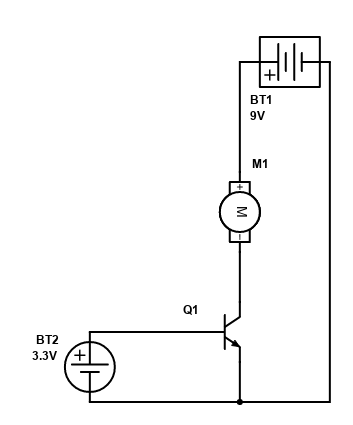 +
BT1
9V
M1
+
M
-
Q1
BT2
3.3V
+